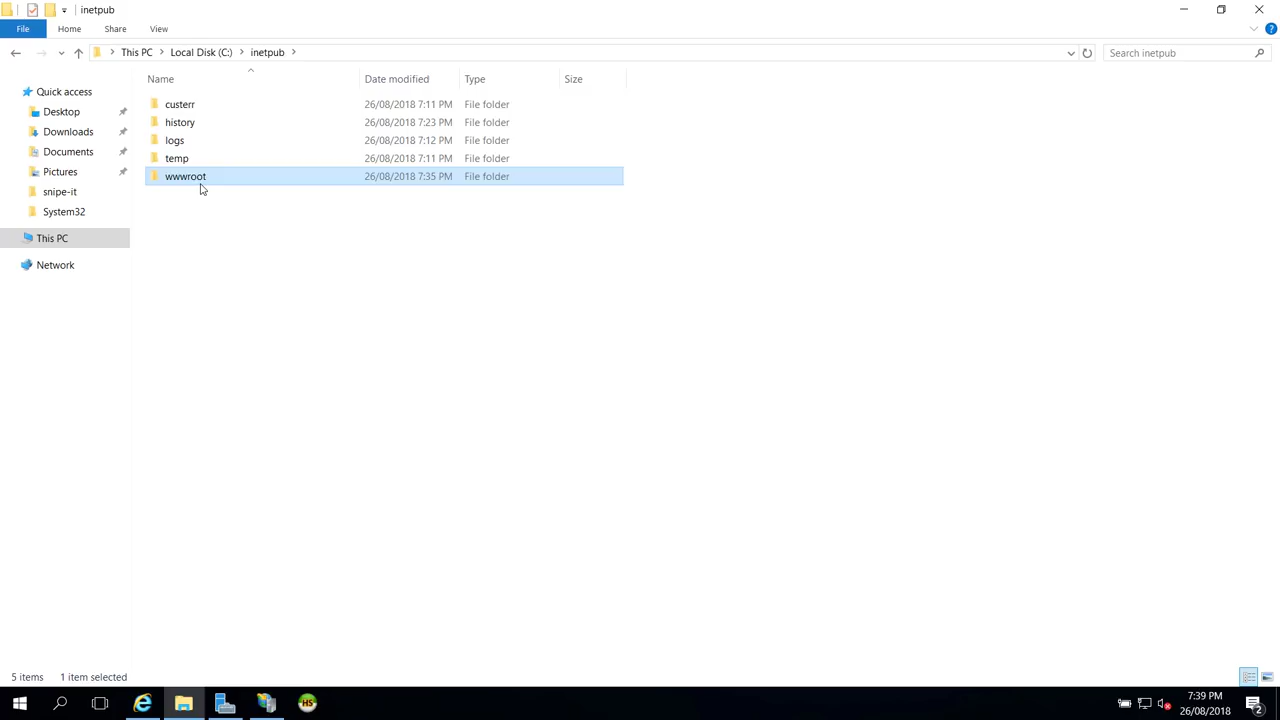 inetpub
File Home Share View
This PC Local Disk (C:) inetpub Search inetpub
Name Date modified Type Size
Quick access
Desktop
Downloads
Documents
Pictures
snipe-it
System32
This PC
Network
custerr 26/08/2018 7:11 PM File folder
history 26/08/2018 7:23 PM File folder
logs 26/08/2018 7:12 PM File folder
temp 26/08/2018 7:11 PM File folder
wwwroot 26/08/2018 7:35 PM File folder
5 items 1 item selected
HS
7:39 PM
26/08/2018
2